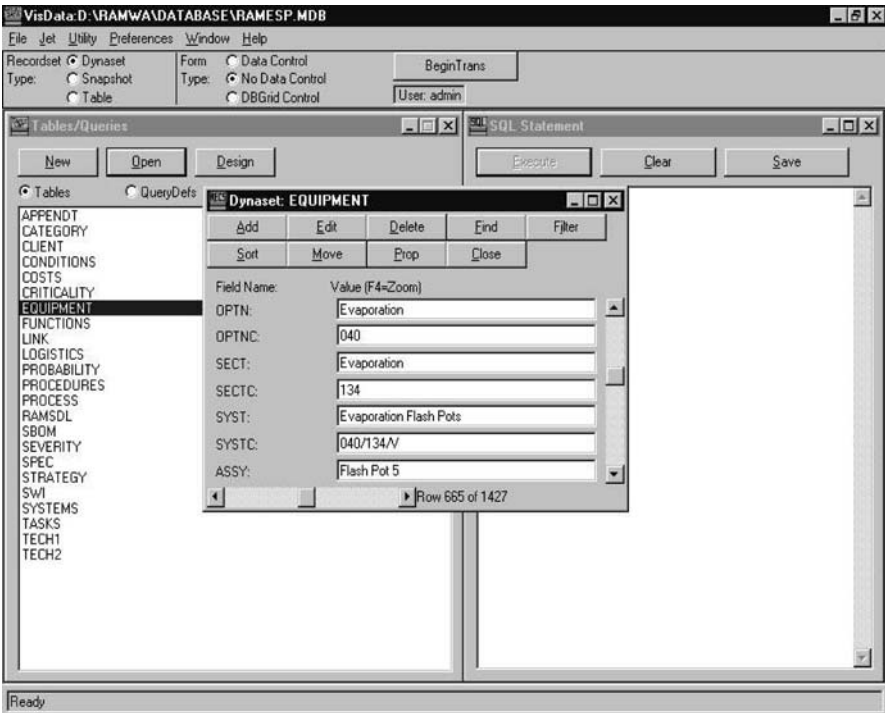 VisData:D:\RAMWA\DATABASE\RAMESP.MDB
File Jet Utility Preferences Window Help
Recordset Type: Dynaset Snapshot Table
Form Type: Data Control No Data Control DBGrid Control
BeginTrans
User: admin
Tables/Queries
New Open Design
Tables QueryDefs
APPENDT
CATEGORY
CLIENT
CONDITIONS
COSTS
CRITICALITY
EQUIPMENT
FUNCTIONS
LINK
LOGISTICS
PROBABILITY
PROCEDURES
PROCESS
RAMSDL
SBOM
SEVERITY
SPEC
STRATEGY
SWI
SYSTEMS
TASKS
TECH1
TECH2
Dynaset: EQUIPMENT
Add Edit Delete Find Filter
Sort Move Prop Close
Field Name: Value (F4=Zoom)
OPTN: Evaporation
OPTNC: 040
SECT: Evaporation
SECTC: 134
SYST: Evaporation Flash Pots
SYSTC: 040/134/V
ASSY: Flash Pot 5
Row 665 of 1427
SQL Statement
Execute Clear Save
Ready